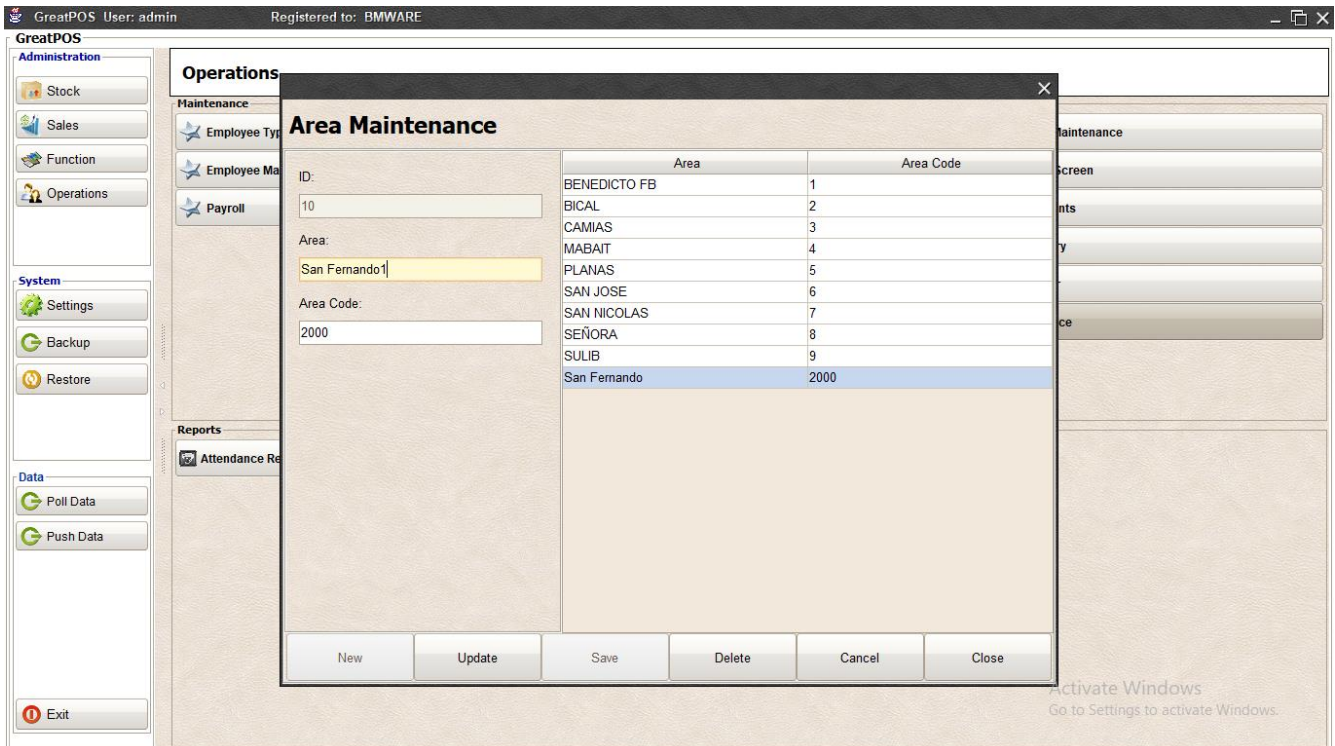 GreatPOS User: admin Registered to: BMWARE
GreatPOS
Administration
Stock
Sales
Function
Operations
System
Settings
Backup
Restore
Data
Poll Data
Push Data
Exit
Operations
Maintenance
Employee Typ
Employee Ma
Payroll
Reports
Attendance Re
Area Maintenance
ID:
10
Area:
San Fernando1
Area Code:
2000
Area Area Code
BENEDICTO FB 1
BICAL 2
CAMIAS 3
MABAIT 4
PLANAS 5
SAN JOSE 6
SAN NICOLAS 7
SEÑORA 8
SULIB 9
San Fernando 2000
New Update Save Delete Cancel Close
Maintenance
Screen
nts
ry
ce
Activate Windows
Go to Settings to activate Windows.